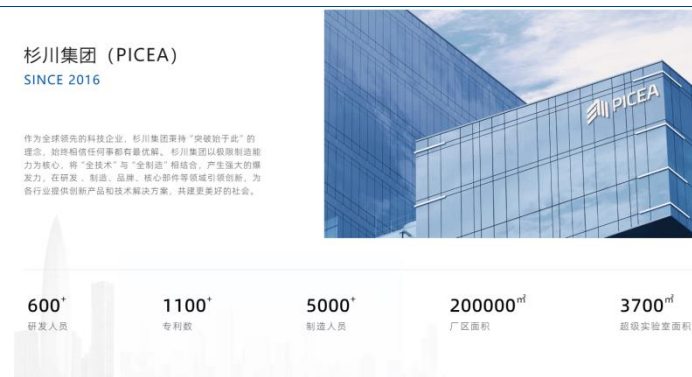 杉川集团（PICEA）
SINCE 2016
PICEA
作为全球领先的科技企业，杉川集团秉持“突破始于此”的
理念，始终相信任何事都有最优解。杉川集团以极限制造能
力为核心，将“全技术”与“全制造”相结合，产生强大的爆
发力，在研发、制造、品牌、核心部件等领域引领创新，为
各行业提供创新产品和技术解决方案，共建更美好的社会。
600⁺
研发人员
1100⁺
专利数
5000⁺
制造人员
200000㎡
厂区面积
3700㎡
超级实验室面积